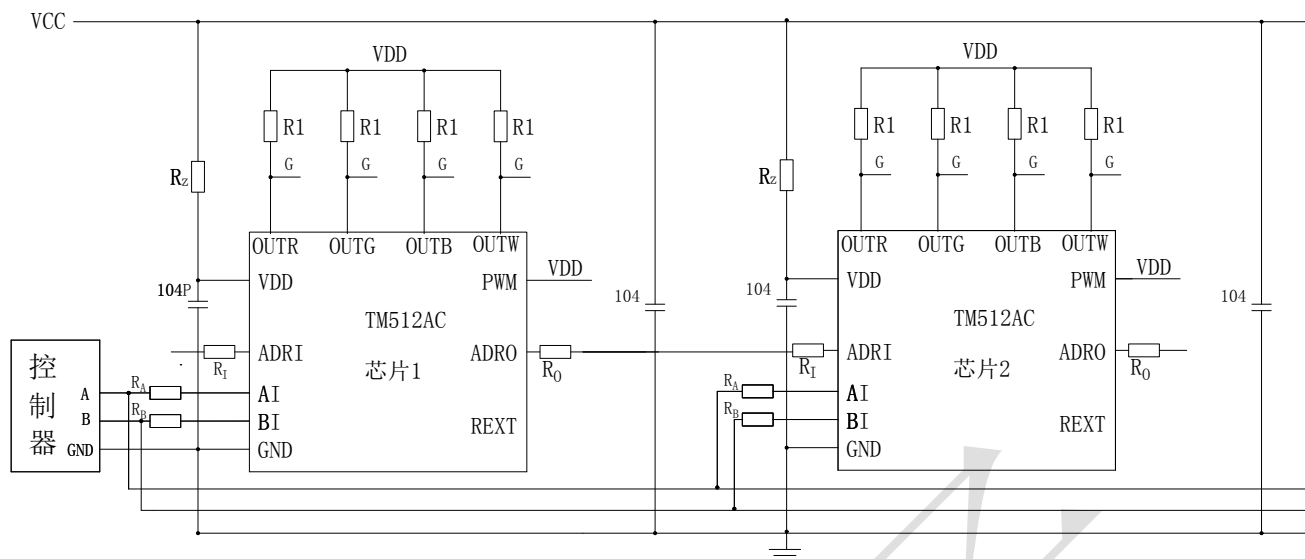 VCC
VDD
VDD
R1 R1 R1 R1
R1 R1 R1 R1
G G G G
G G G G
RZ
RZ
OUTR OUTG OUTB OUTW
OUTR OUTG OUTB OUTW
VDD PWM VDD
VDD PWM VDD
104P
104
104
104
TM512AC
TM512AC
ADRI ADRO
ADRI ADRO
RI
RO
RI
RO
芯片1
芯片2
控制器
A
B
GND
RA
RB
RA
RB
AI
BI
GND
REXT
AI
BI
GND
REXT